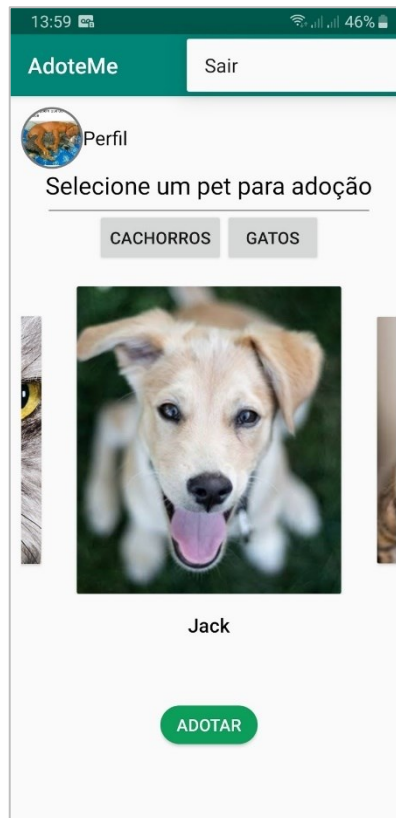 13:59 46%
AdoteMe Sair
Perfil
Selecione um pet para adoção
CACHORROS GATOS
Jack
ADOTAR